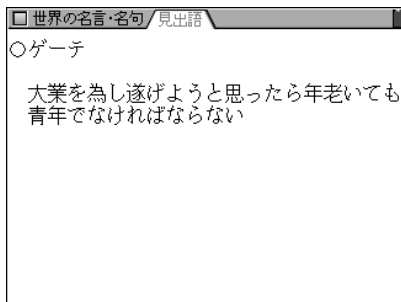 世界の名言・名句 見出語
○ゲーテ
大業を為し遂げようと思ったら年老いても
青年でなければならない